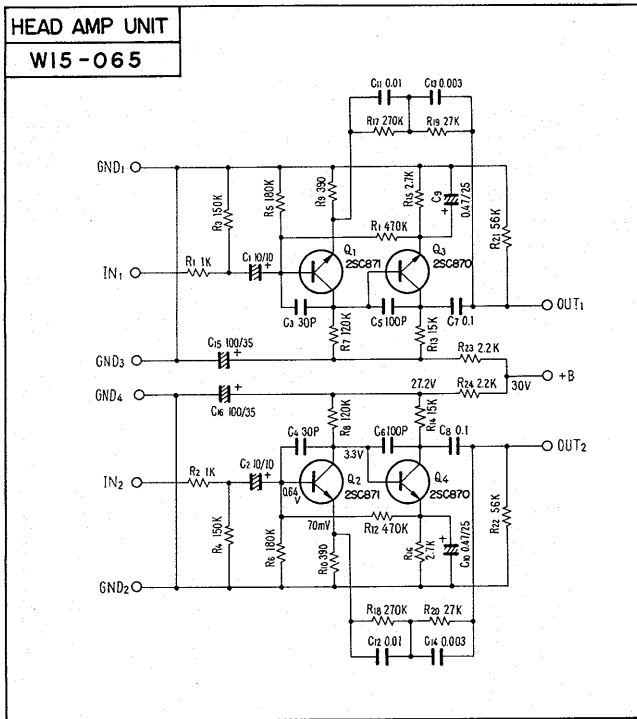 HEAD AMP UNIT
W15-065
C11 0.01
C13 0.003
R17 270K
R19 27K
GND1
R3 150K
R5 180K
R9 390
R15 2.7K
C9
0.47/25
+
R1 470K
R21 56K
IN1
R1 1K
C1 10/10
+
Q1
2SC871
Q3
2SC870
C3 30P
R7 120K
C5 100P
R13 15K
C7 0.1
OUT1
GND3
C15 100/35
+
R23 2.2K
+B
GND4
C16 100/35
+
27.2V
R24 2.2K
30V
R8 120K
R14 15K
C4 30P
3.3V
C6 100P
C8 0.1
OUT2
IN2
R2 1K
C2 10/10
+
0.64
V
Q2
2SC871
Q4
2SC870
R4 150K
R6 180K
70mV
R10 390
R12 470K
R16
2.7K
+
C10 0.47/25
R22 56K
GND2
R18 270K
R20 27K
C12 0.01
C14 0.003